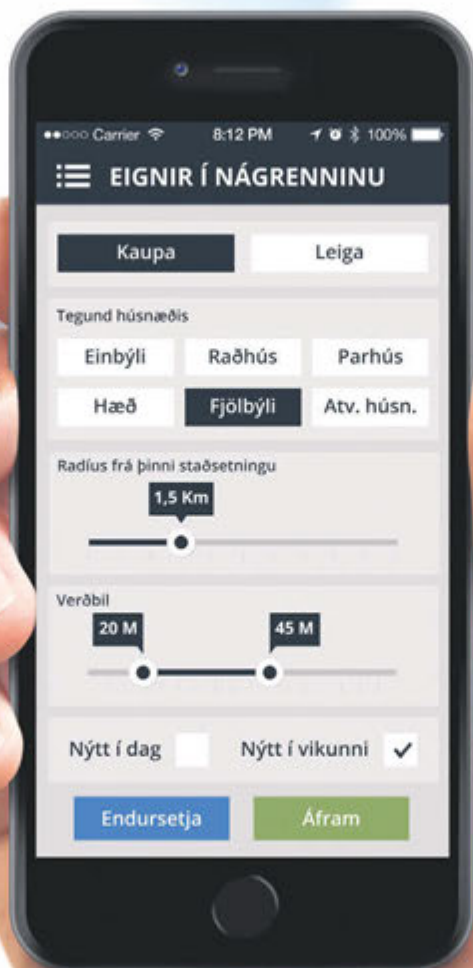 Carrier 8:12 PM 100%
EIGNIR Í NÁGRENNINU
Kaupa Leiga
Tegund húsnæðis
Einbýli Raðhús Parhús
Hæð Fjölbýli Atv. húsn.
Radíus frá þinni staðsetningu
1,5 Km
Verðbil
20 M 45 M
Nýtt í dag Nýtt í vikunni
Endursetja Áfram